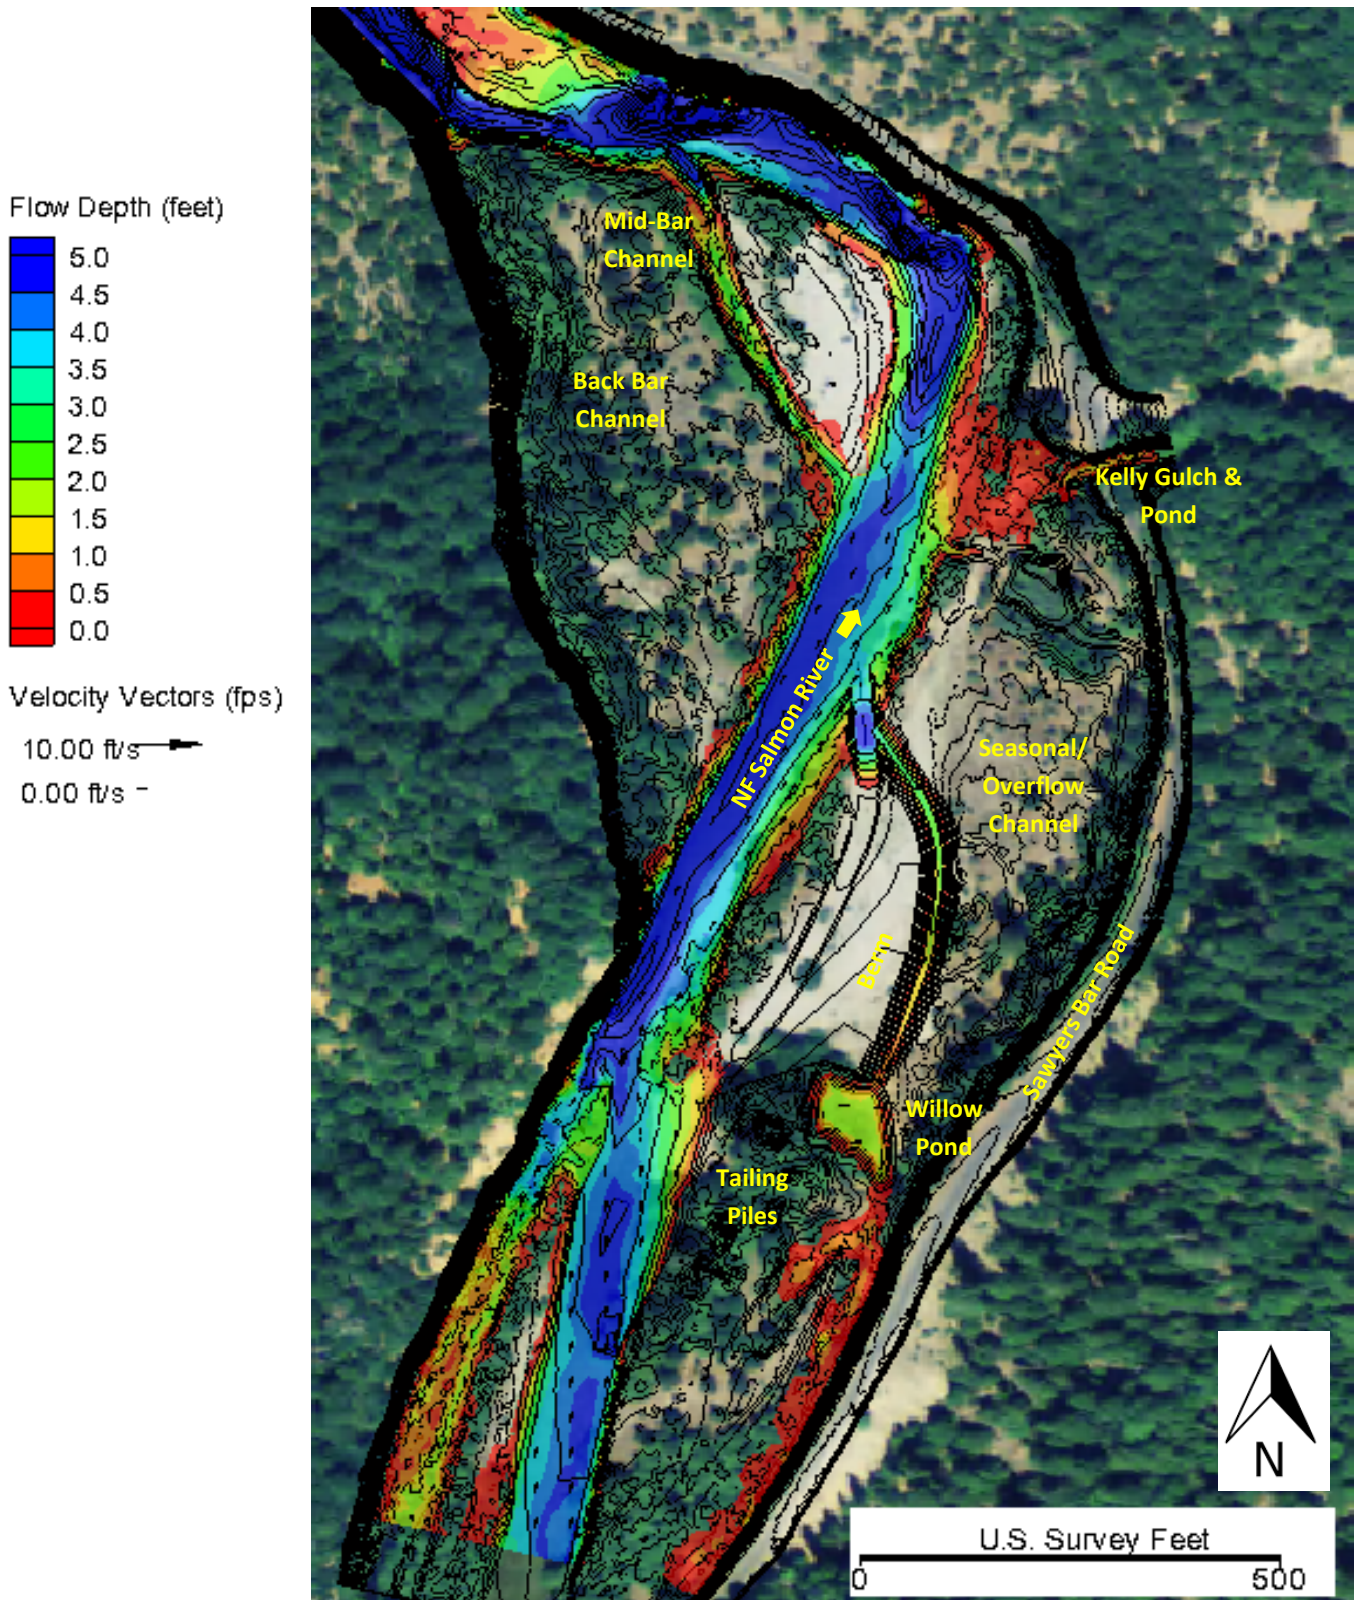 Flow Depth (feet)
5.0
4.5
4.0
3.5
3.0
2.5
2.0
1.5
1.0
0.5
0.0
Velocity Vectors (fps)
10.00 ft/s
0.00 ft/s
Mid-Bar
Channel
Back Bar
Channel
Kelly Gulch &
Pond
NF Salmon River
Seasonal/
Overflow
Channel
Berm
Sawyers Bar Road
Willow
Pond
Tailing
Piles
N
U.S. Survey Feet
0 500